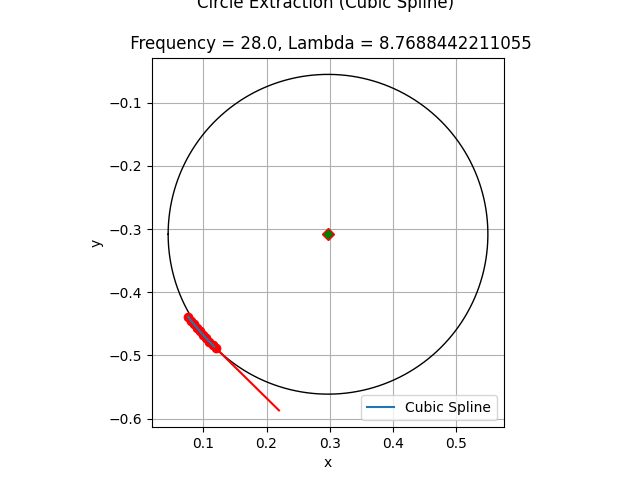 Circle Extraction (Cubic Spline)
Frequency = 28.0, Lambda = 8.7688442211055
−0.1
−0.2
−0.3
−0.4
−0.5
−0.6
y
Cubic Spline
0.1 0.2 0.3 0.4 0.5
x